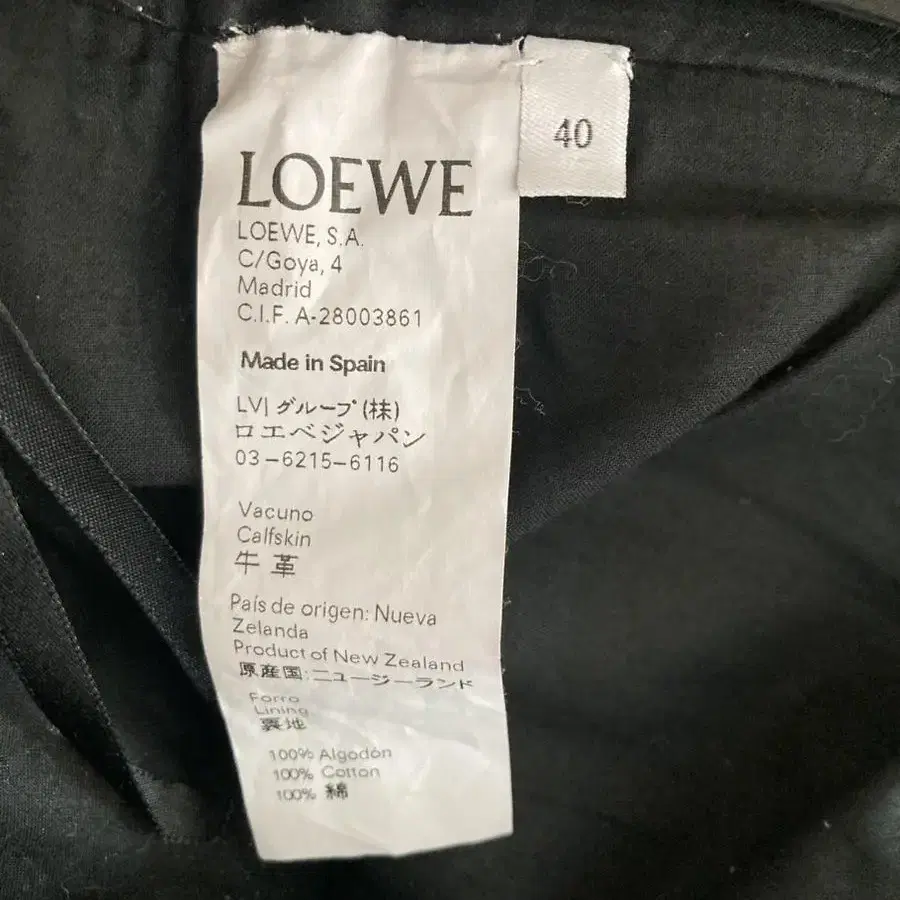 40
LOEWE
LOEWE, S.A.
C/Goya, 4
Madrid
C.I.F. A-28003861
Made in Spain
LVJ グループ (株)
ロエベジャパン
03-6215-6116
Vacuno
Calfskin
牛革
País de origen: Nueva
Zelanda
Product of New Zealand
原産国:ニュージーランド
Forro
Lining
裏地
100% Algodón
100% Cotton
100% 綿